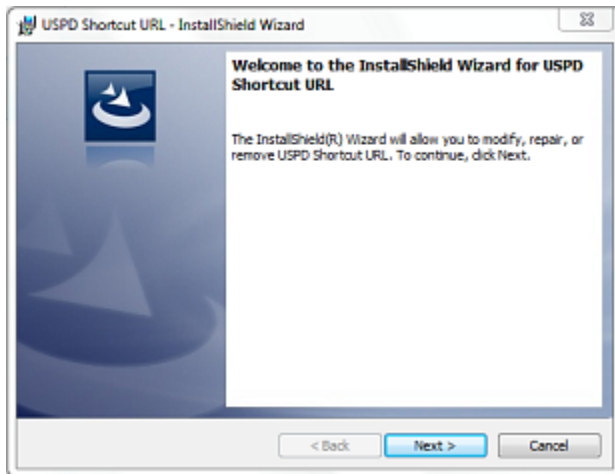 USPD Shortcut URL - InstallShield Wizard
Welcome to the InstallShield Wizard for USPD
Shortcut URL
The InstallShield(R) Wizard will allow you to modify, repair, or
remove USPD Shortcut URL. To continue, click Next.
< Back Next > Cancel